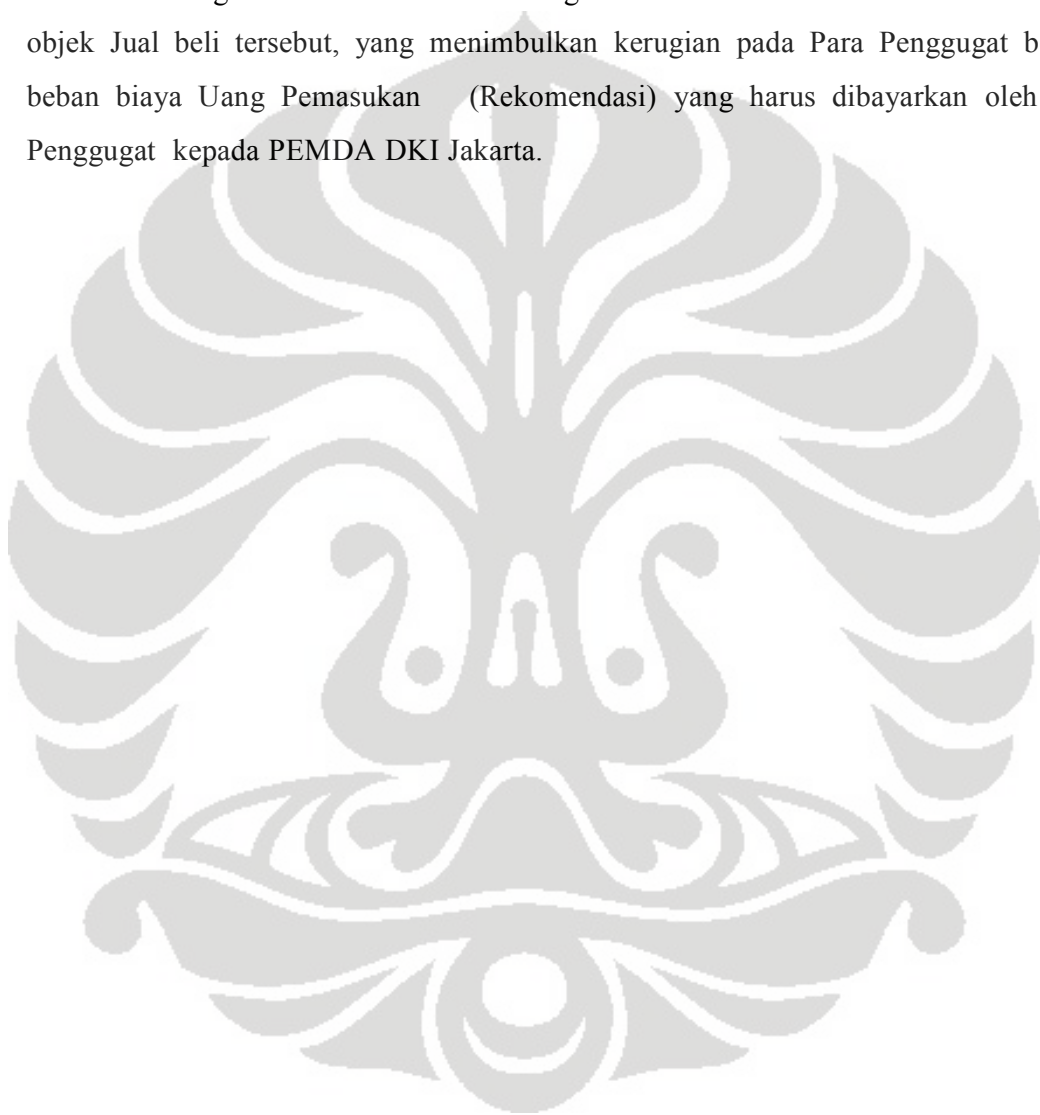 objek Jual beli tersebut, yang menimbulkan kerugian pada Para Penggugat
beban biaya Uang Pemasukan (Rekomendasi) yang harus dibayarkan oleh
Penggugat kepada PEMDA DKI Jakarta.